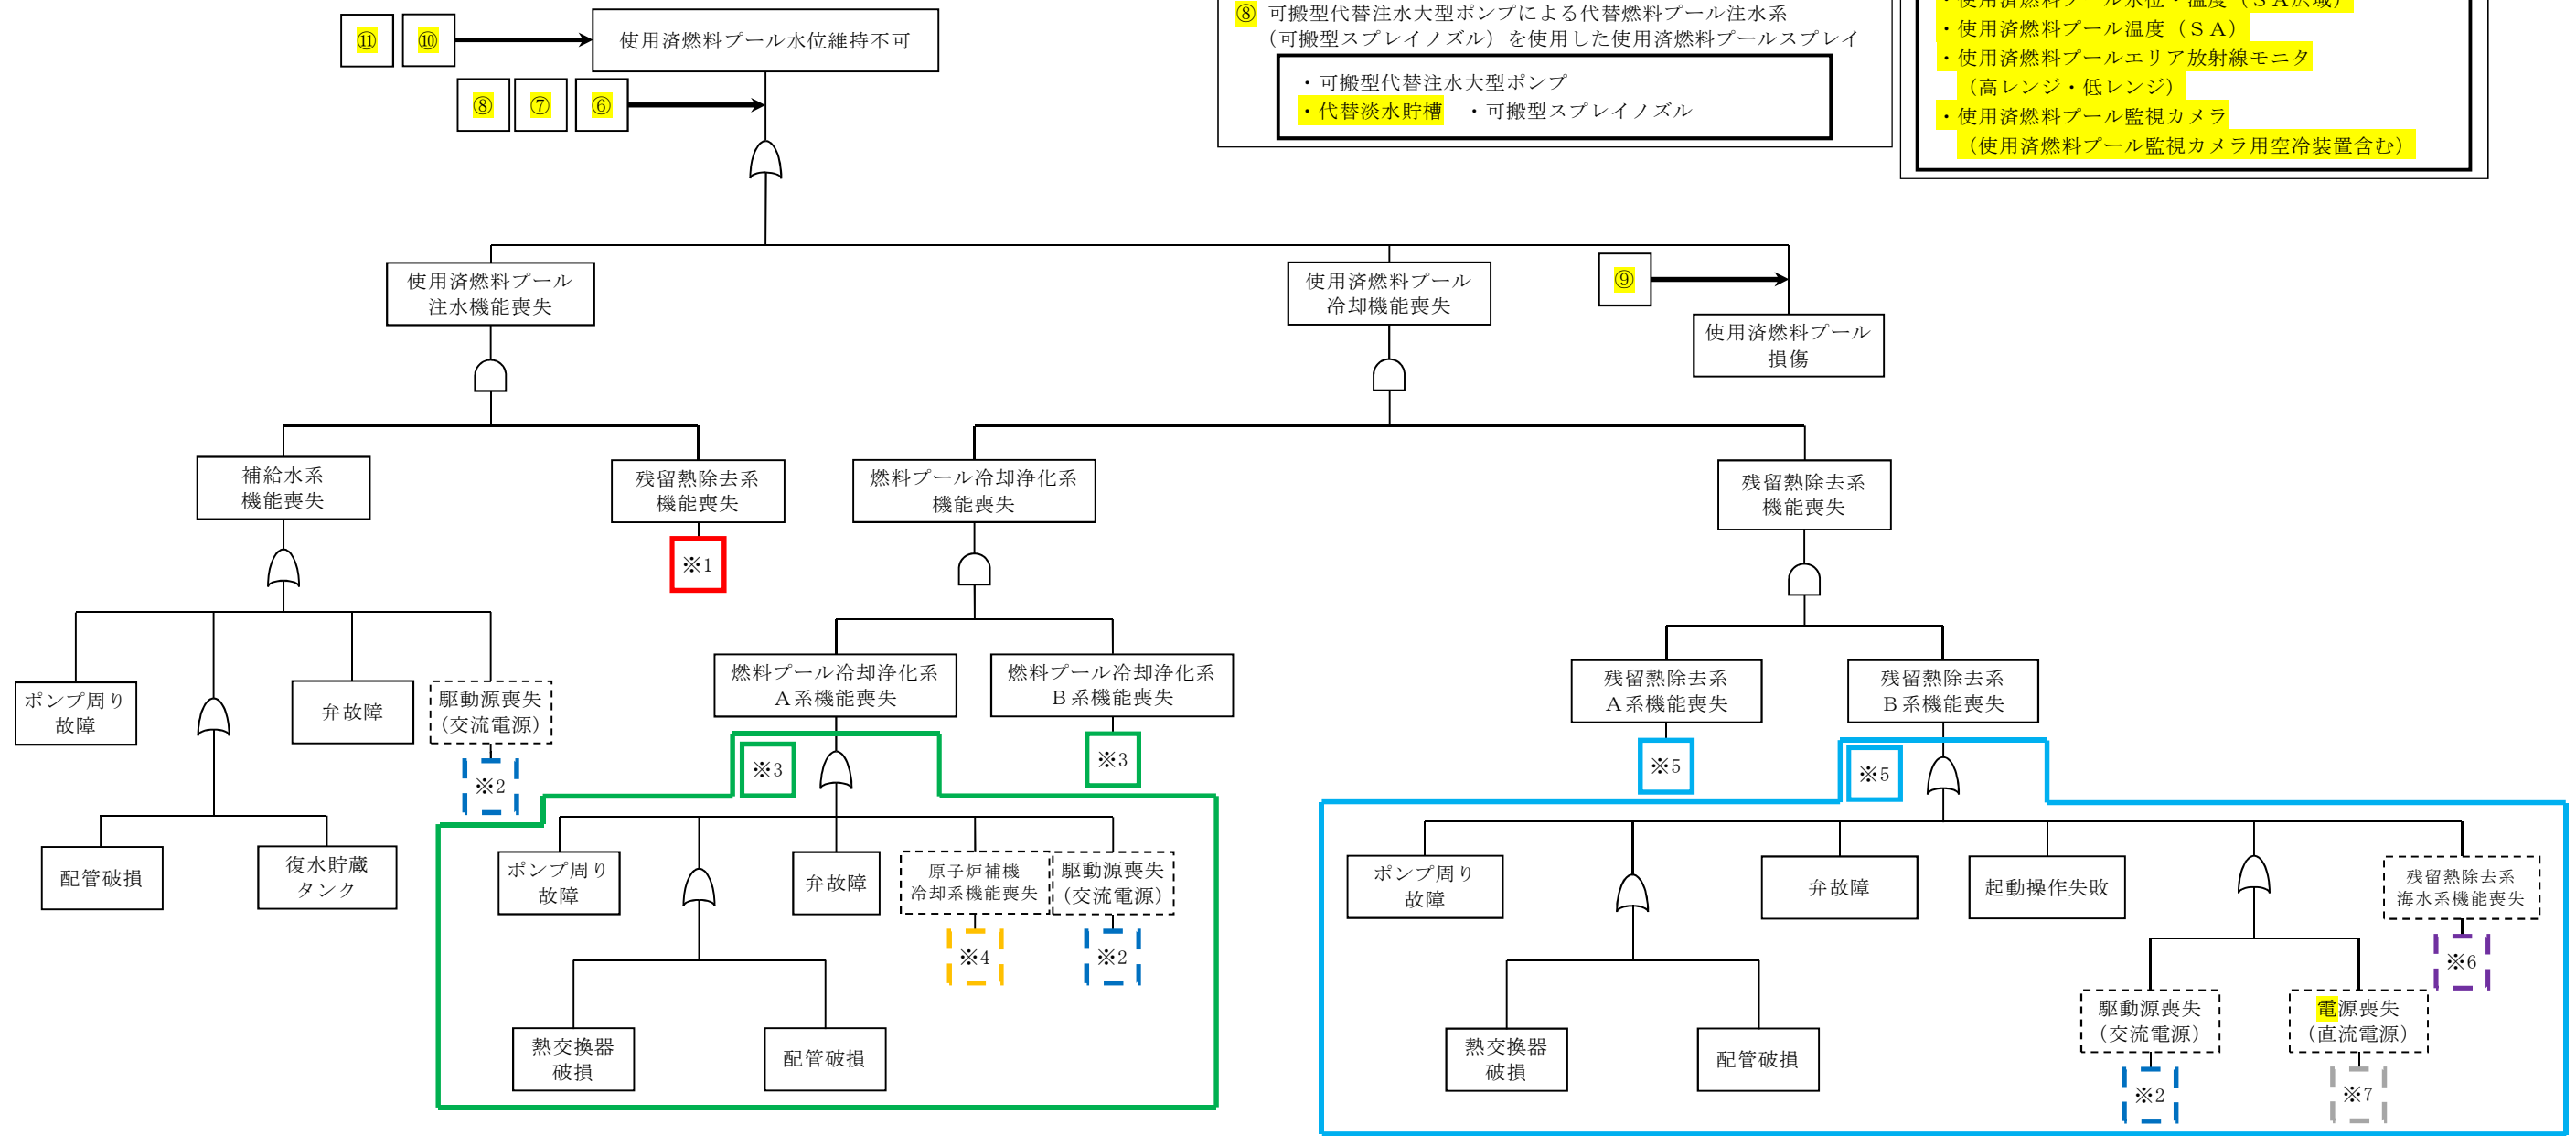 ⑪ ⑩
使用済燃料プール水位維持不可
⑧ ⑦ ⑥
⑧ 可搬型代替注水大型ポンプによる代替燃料プール注水系
（可搬型スプレイノズル）を使用した使用済燃料プールスプレイ
・可搬型代替注水大型ポンプ
・代替淡水貯槽　・可搬型スプレイノズル
・使用済燃料プール水位・温度（ＳＡ広域）
・使用済燃料プール温度（ＳＡ）
・使用済燃料プールエリア放射線モニタ
（高レンジ・低レンジ）
・使用済燃料プール監視カメラ
（使用済燃料プール監視カメラ用空冷装置含む）
使用済燃料プール
注水機能喪失
使用済燃料プール
冷却機能喪失
⑨
使用済燃料プール
損傷
補給水系
機能喪失
残留熱除去系
機能喪失
※1
燃料プール冷却浄化系
機能喪失
残留熱除去系
機能喪失
ポンプ周り
故障
弁故障
駆動源喪失
（交流電源）
※2
配管破損
復水貯蔵
タンク
燃料プール冷却浄化系
Ａ系機能喪失
燃料プール冷却浄化系
Ｂ系機能喪失
※3
※3
ポンプ周り
故障
弁故障
原子炉補機
冷却系機能喪失
駆動源喪失
（交流電源）
※4
※2
熱交換器
破損
配管破損
残留熱除去系
Ａ系機能喪失
残留熱除去系
Ｂ系機能喪失
※5
※5
ポンプ周り
故障
弁故障
起動操作失敗
残留熱除去系
海水系機能喪失
※6
熱交換器
破損
配管破損
駆動源喪失
（交流電源）
電源喪失
（直流電源）
※2
※7